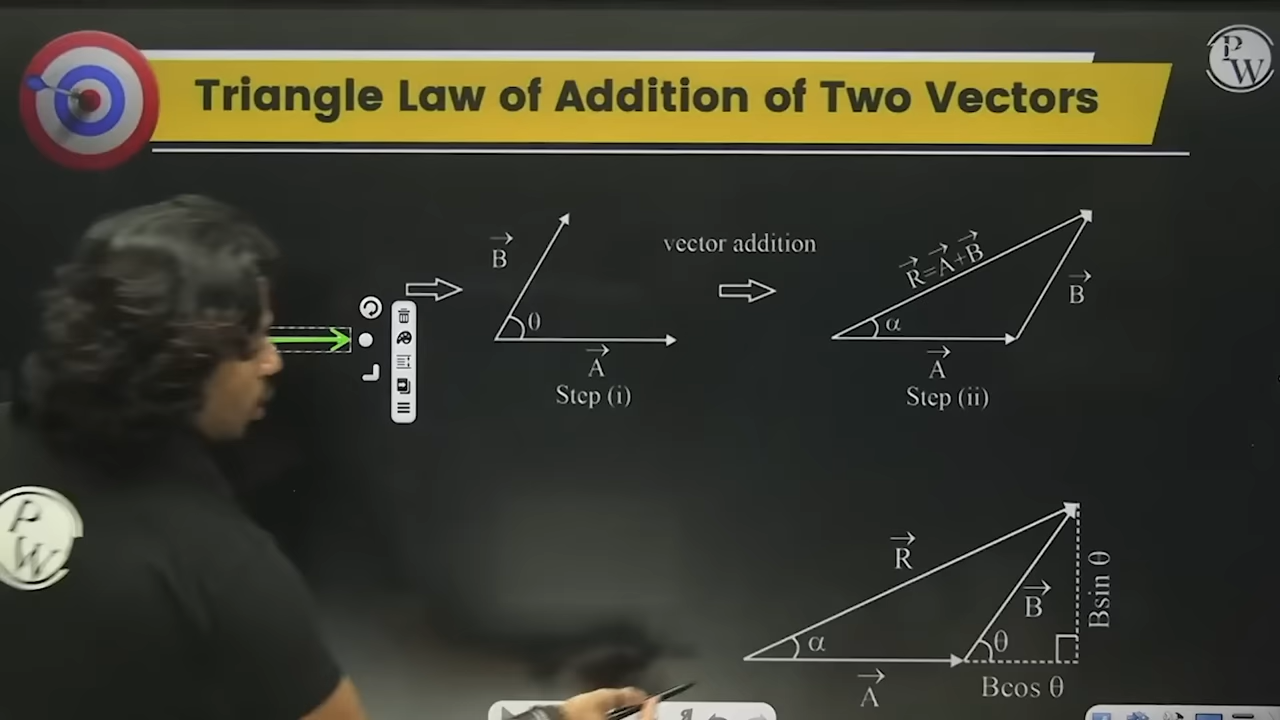 Triangle Law of Addition of Two Vectors
P
W
B
θ
A
Step (i)
vector addition
R=A+B
B
α
A
Step (ii)
P
W
R
B
α
θ
A
Bsin θ
Bcos θ